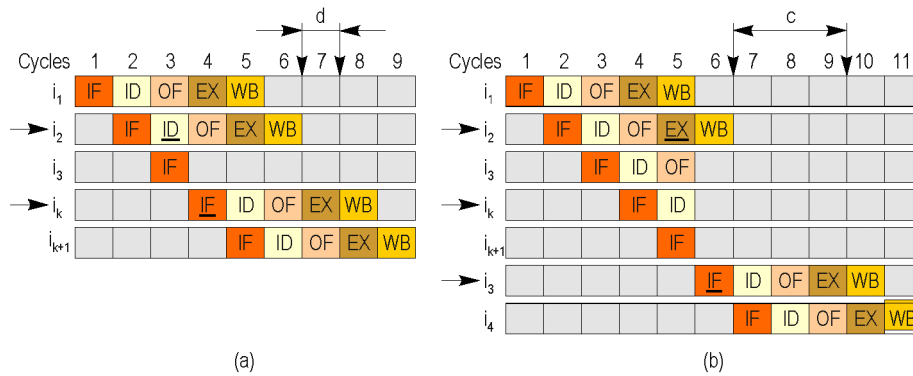 d
Cycles 1 2 3 4 5 6 7 8 9
i1 IF ID OF EX WB
i2 IF ID OF EX WB
i3 IF
ik IF ID OF EX WB
ik+1 IF ID OF EX WB
(a)
c
Cycles 1 2 3 4 5 6 7 8 9 10 11
i1 IF ID OF EX WB
i2 IF ID OF EX WB
i3 IF ID OF
ik IF ID
ik+1 IF
i3 IF ID OF EX WB
i4 IF ID OF EX WB
(b)